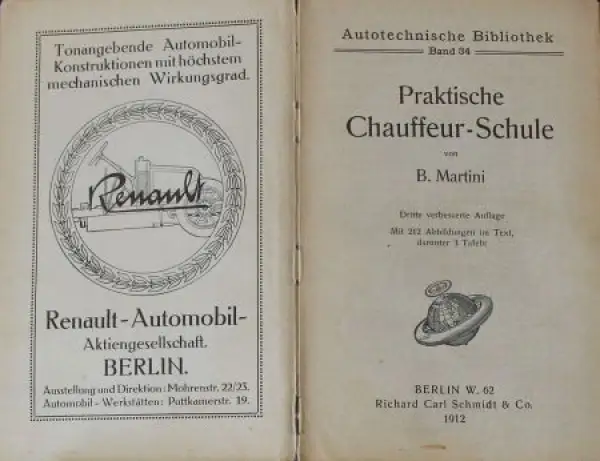 Tonangebende Automobil-
Konstruktionen mit höchstem
mechanischen Wirkungsgrad.
Renault
Renault-Automobil-
Aktiengesellschaft.
BERLIN.
Ausstellung und Direktion: Mohrenstr. 22/23.
Automobil-Werkstätten: Puttkamerstr. 19.
Autotechnische Bibliothek
Band 34
Praktische
Chauffeur-Schule
von
B. Martini
Dritte verbesserte Auflage
Mit 212 Abbildungen im Text,
darunter 3 Tafeln
BERLIN W. 62
Richard Carl Schmidt & Co.
1912